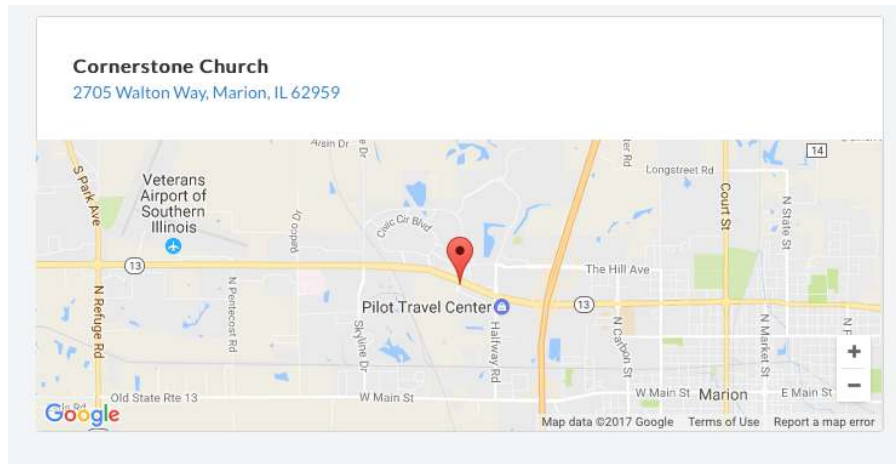 Cornerstone Church
2705 Walton Way, Marion, IL 62959
Dr
14
Longstreet Rd
S Park Ave
Veterans
Airport of
Southern
Illinois
Court St
N State St
Civic Cir Blvd
13
The Hill Ave
N Refuge Rd
N Pentecost Rd
Pilot Travel Center
13
Skyline Dr
Halfway Rd
N Carbon St
N Market St
+
−
Old State Rte 13
W Main St
W Main St
Marion
E Main St
Google
Map data ©2017 Google Terms of Use Report a map error